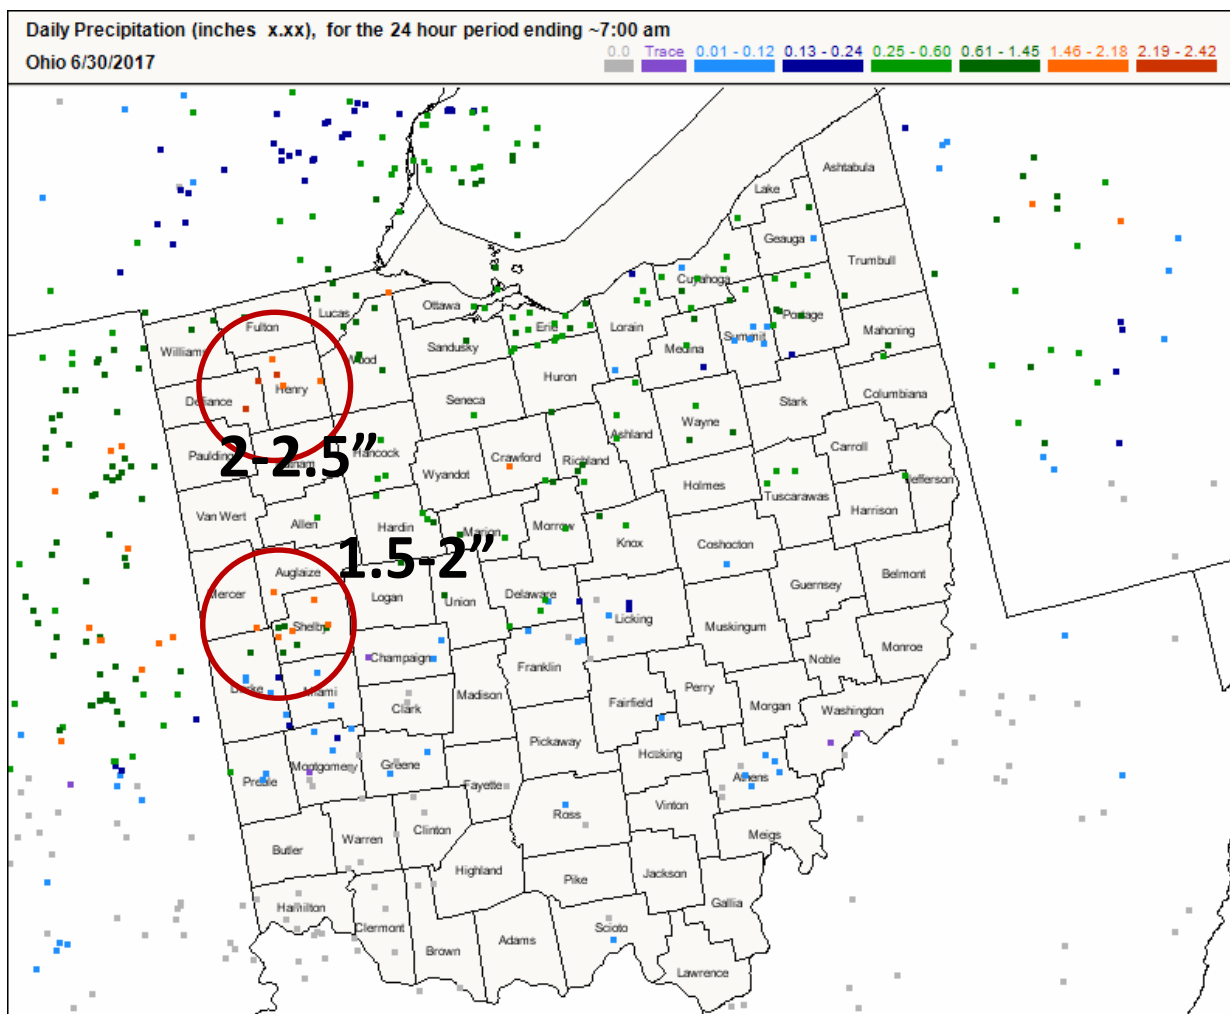 Daily Precipitation (inches x.xx), for the 24 hour period ending ~7:00 am
Ohio 6/30/2017
0.0 Trace 0.01 - 0.12 0.13 - 0.24 0.25 - 0.60 0.61 - 1.45 1.46 - 2.18 2.19 - 2.42
Ashtabula
Lake
Geauga
Trumbull
Cuyahoga
Ottawa
Lucas
Fulton
Erie
Lorain
Portage
Mahoning
Summit
Williams
Wood
Sandusky
Medina
Huron
Henry
Defiance
Seneca
Stark
Columbiana
Wayne
Ashland
Carroll
2-2.5”
Paulding
Hancock
Crawford
Richland
Wyandot
Jefferson
Holmes
Tuscarawas
Harrison
Van Wert
Allen
Hardin
Marion
Morrow
Knox
Coshocton
1.5-2”
Auglaize
Belmont
Guernsey
Mercer
Logan
Union
Delaware
Licking
Shelby
Muskingum
Monroe
Noble
Champaign
Franklin
Darke
Miami
Madison
Perry
Fairfield
Clark
Morgan
Washington
Pickaway
Hocking
Montgomery
Greene
Athens
Preble
Fayette
Vinton
Ross
Clinton
Meigs
Warren
Butler
Highland
Jackson
Pike
Gallia
Hamilton
Clermont
Scioto
Adams
Brown
Lawrence